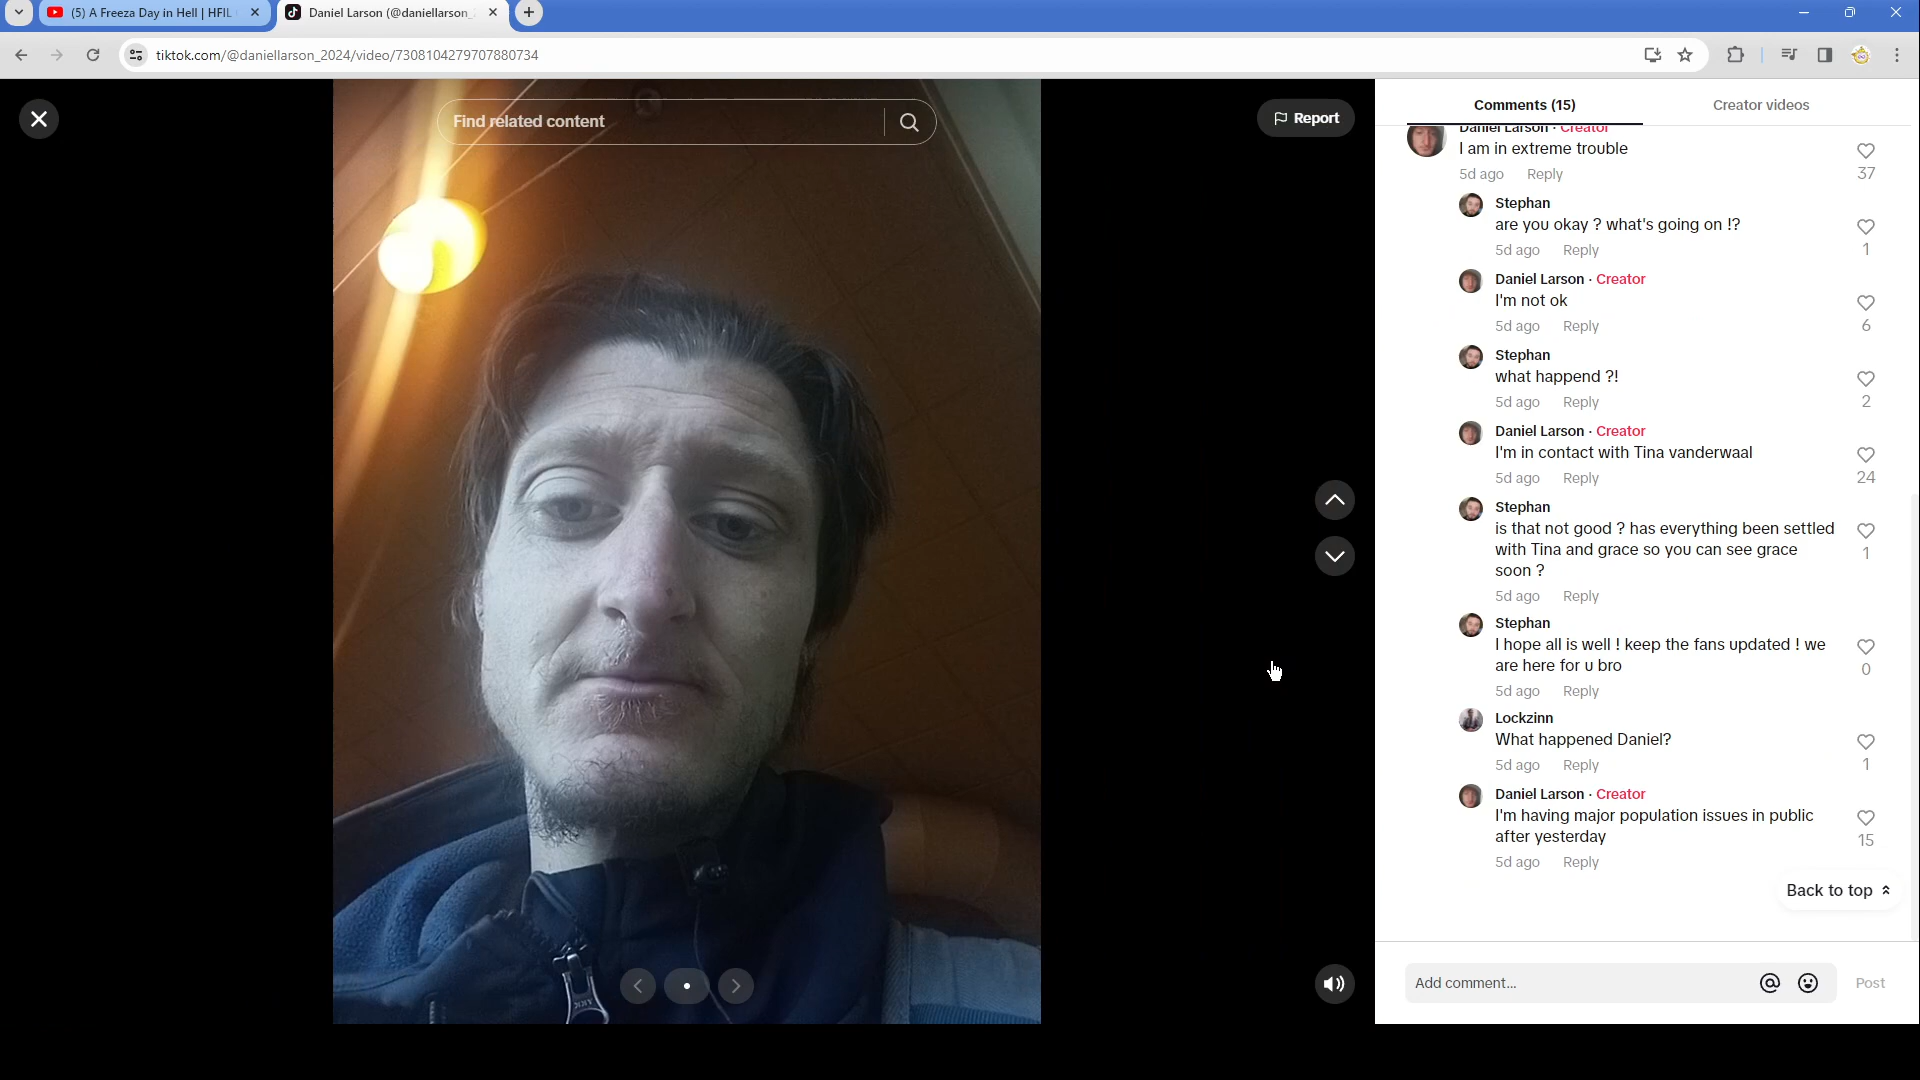 (5) A Freeza Day in Hell | HFIL
Daniel Larson (@daniellarson_
tiktok.com/@daniellarson_2024/video/7308104279707880734
Find related content
Report
Comments (15)
Creator videos
Daniel Larson · Creator
I am in extreme trouble
37
5d ago Reply
Stephan
are you okay ? what's going on !?
5d ago Reply
1
Daniel Larson · Creator
I'm not ok
5d ago Reply
6
Stephan
what happend ?!
5d ago Reply
2
Daniel Larson · Creator
I'm in contact with Tina vanderwaal
5d ago Reply
24
Stephan
is that not good ? has everything been settled
with Tina and grace so you can see grace
soon ?
1
5d ago Reply
Stephan
I hope all is well ! keep the fans updated ! we
are here for u bro
0
5d ago Reply
Lockzinn
What happened Daniel?
5d ago Reply
1
Daniel Larson · Creator
I'm having major population issues in public
after yesterday
15
5d ago Reply
Back to top
Add comment...
Post